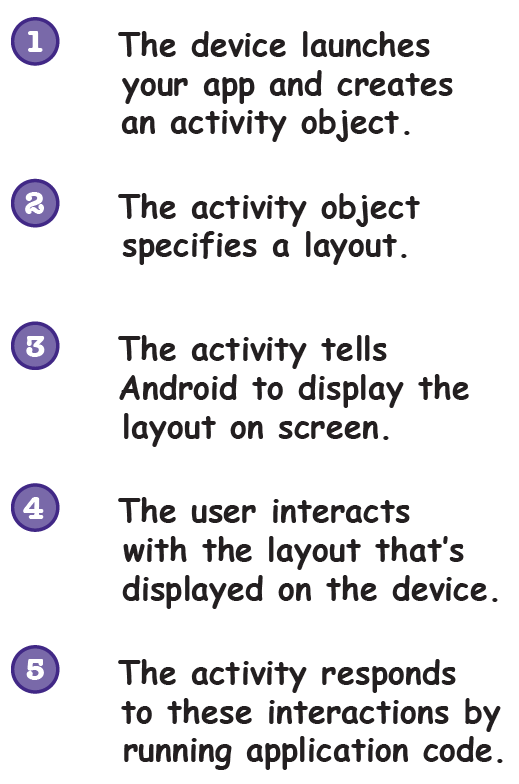 1
The device launches
your app and creates
an activity object.
2
The activity object
specifies a layout.
3
The activity tells
Android to display the
layout on screen.
4
The user interacts
with the layout that's
displayed on the device.
5
The activity responds
to these interactions by
running application code.